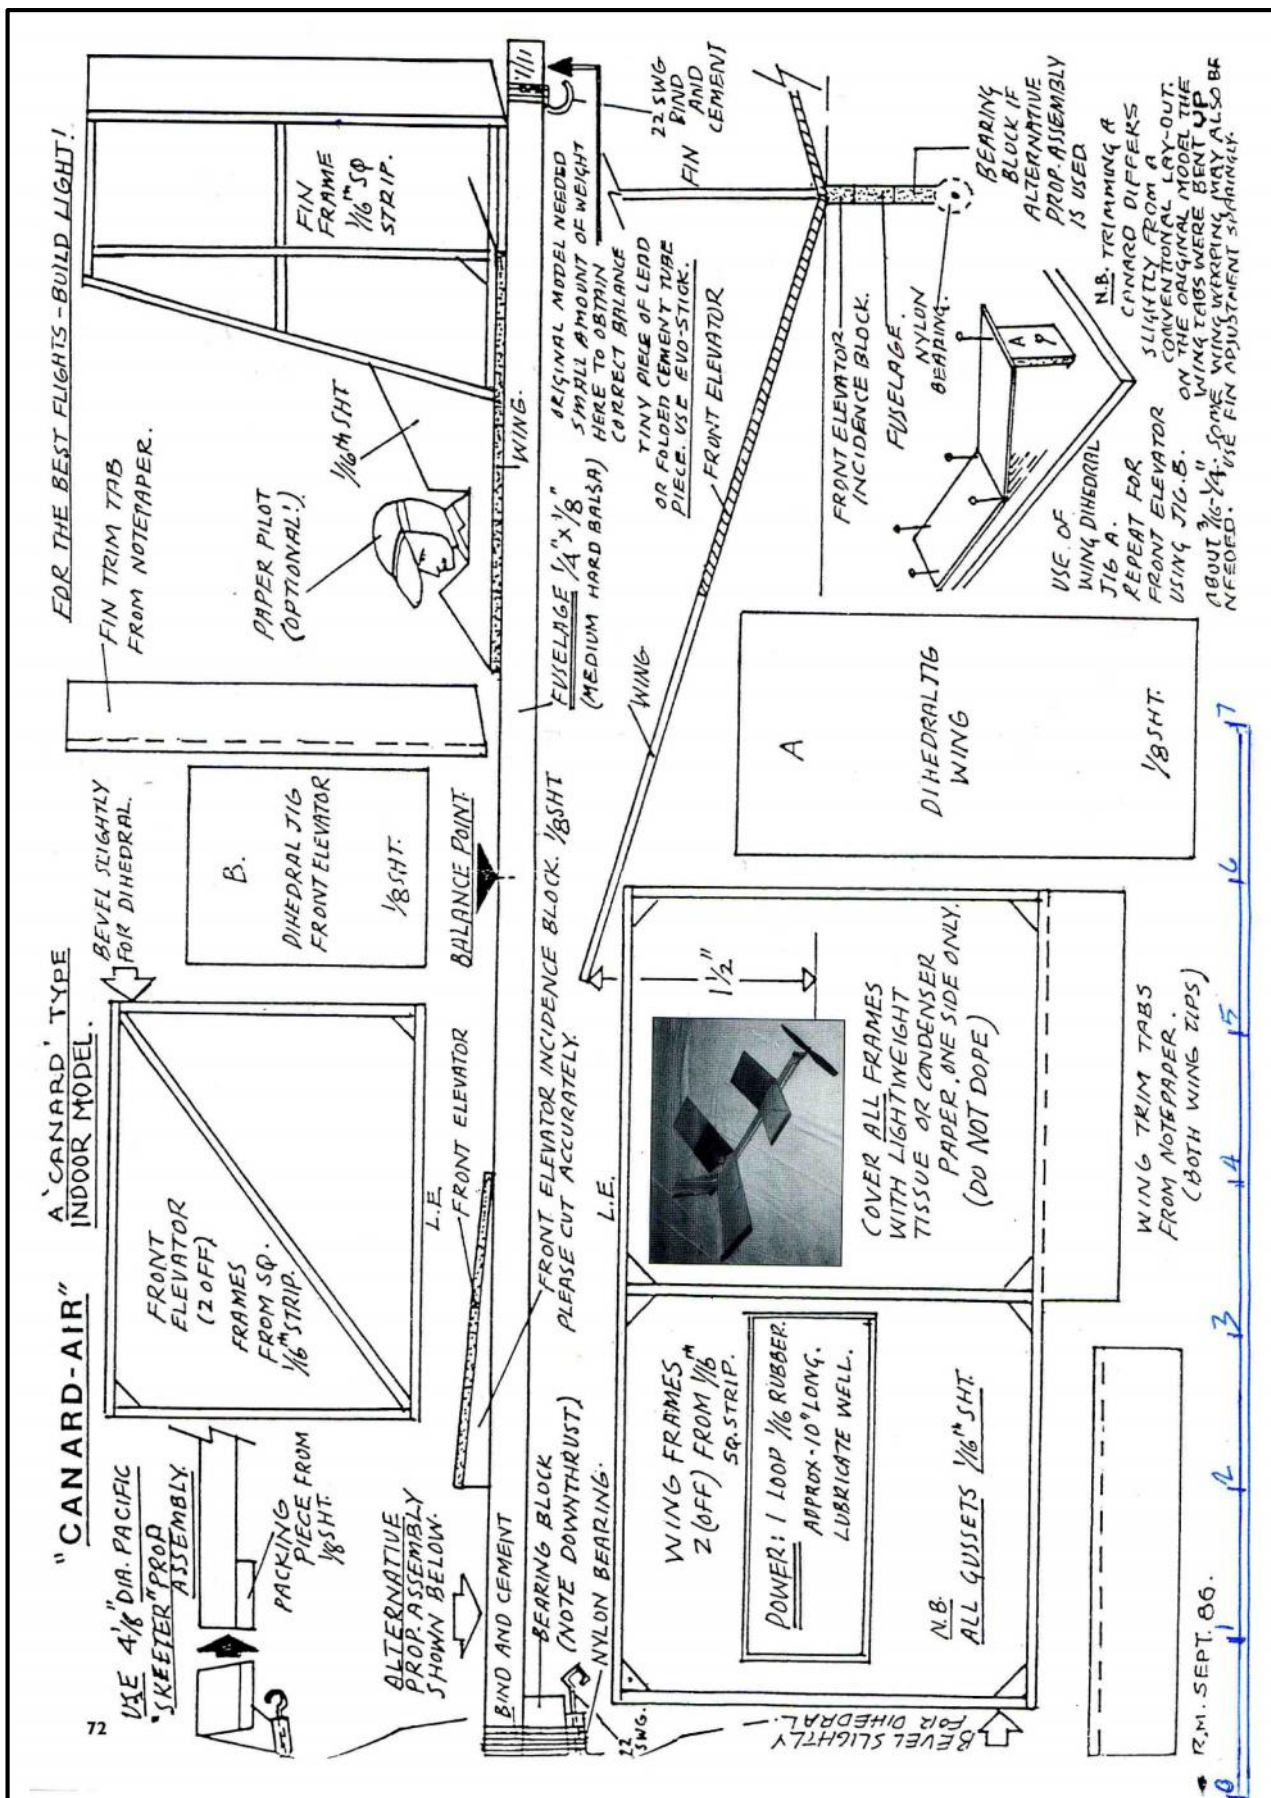 "CANARD-AIR"
A 'CANARD' TYPE
INDOOR MODEL.
FOR THE BEST FLIGHTS - BUILD LIGHT!
USE 4 1/8" DIA. PACIFIC
"SKEETER" PROP
ASSEMBLY.
PACKING
PIECE FROM
1/8 SHT.
FRONT
ELEVATOR
(2 OFF)
FRAMES
FROM SQ.
1/16TH STRIP.
L.E.
BEVEL SLIGHTLY
FOR DIHEDRAL.
B.
DIHEDRAL JIG
FRONT ELEVATOR
1/8 SHT.
FIN TRIM TAB
FROM NOTEPAPER.
PAPER PILOT
(OPTIONAL!)
1/16TH SHT
FIN
FRAME
1/16TH SQ
STRIP.
ALTERNATIVE
PROP. ASSEMBLY
SHOWN BELOW.
FRONT ELEVATOR
BALANCE POINT.
WING.
BIND AND CEMENT
BEARING BLOCK
(NOTE DOWNTHRUST)
NYLON BEARING.
22
SWG.
FRONT ELEVATOR INCIDENCE BLOCK. 1/8 SHT
PLEASE CUT ACCURATELY.
FUSELAGE 1/4" X 1/8"
(MEDIUM HARD BALSA)
ORIGINAL MODEL NEEDED
SMALL AMOUNT OF WEIGHT
HERE TO OBTAIN
CORRECT BALANCE
TINY PIECE OF LEAD
OR FOLDED CEMENT TUBE
PIECE. USE EVO-STICK.
22 SWG
BIND
AND
CEMENT
FIN
FRONT ELEVATOR
WING
1 1/2"
FRONT ELEVATOR
INCIDENCE BLOCK.
FUSELAGE.
NYLON
BEARING.
BEARING
BLOCK IF
ALTERNATIVE
PROP. ASSEMBLY
IS USED.
BEVEL SLIGHTLY
FOR DIHEDRAL.
L.E.
WING FRAMES
2 (OFF) FROM 1/16TH
SQ. STRIP.
POWER: 1 LOOP 1/16 RUBBER.
APPROX - 10" LONG.
LUBRICATE WELL.
N.B.
ALL GUSSETS 1/16TH SHT.
COVER ALL FRAMES
WITH LIGHTWEIGHT
TISSUE OR CONDENSER
PAPER. ONE SIDE ONLY.
(DO NOT DOPE)
A
DIHEDRAL JIG
WING
1/8 SHT.
A
USE OF
WING DIHEDRAL
JIG A.
REPEAT FOR
FRONT ELEVATOR
USING JIG B.
N.B. TRIMMING A
CANARD DIFFERS
SLIGHTLY FROM A
CONVENTIONAL LAY-OUT.
ON THE ORIGINAL MODEL THE
WING TABS WERE BENT UP
ABOUT 3/16 - 1/4". SOME WING WARPING MAY ALSO BE
NEEDED. USE FIN ADJUSTMENT SPARINGLY.
WING TRIM TABS
FROM NOTEPAPER.
(BOTH WING TIPS)
R.M. SEPT. 86.
0 1 2 3 4 5 6 7
72